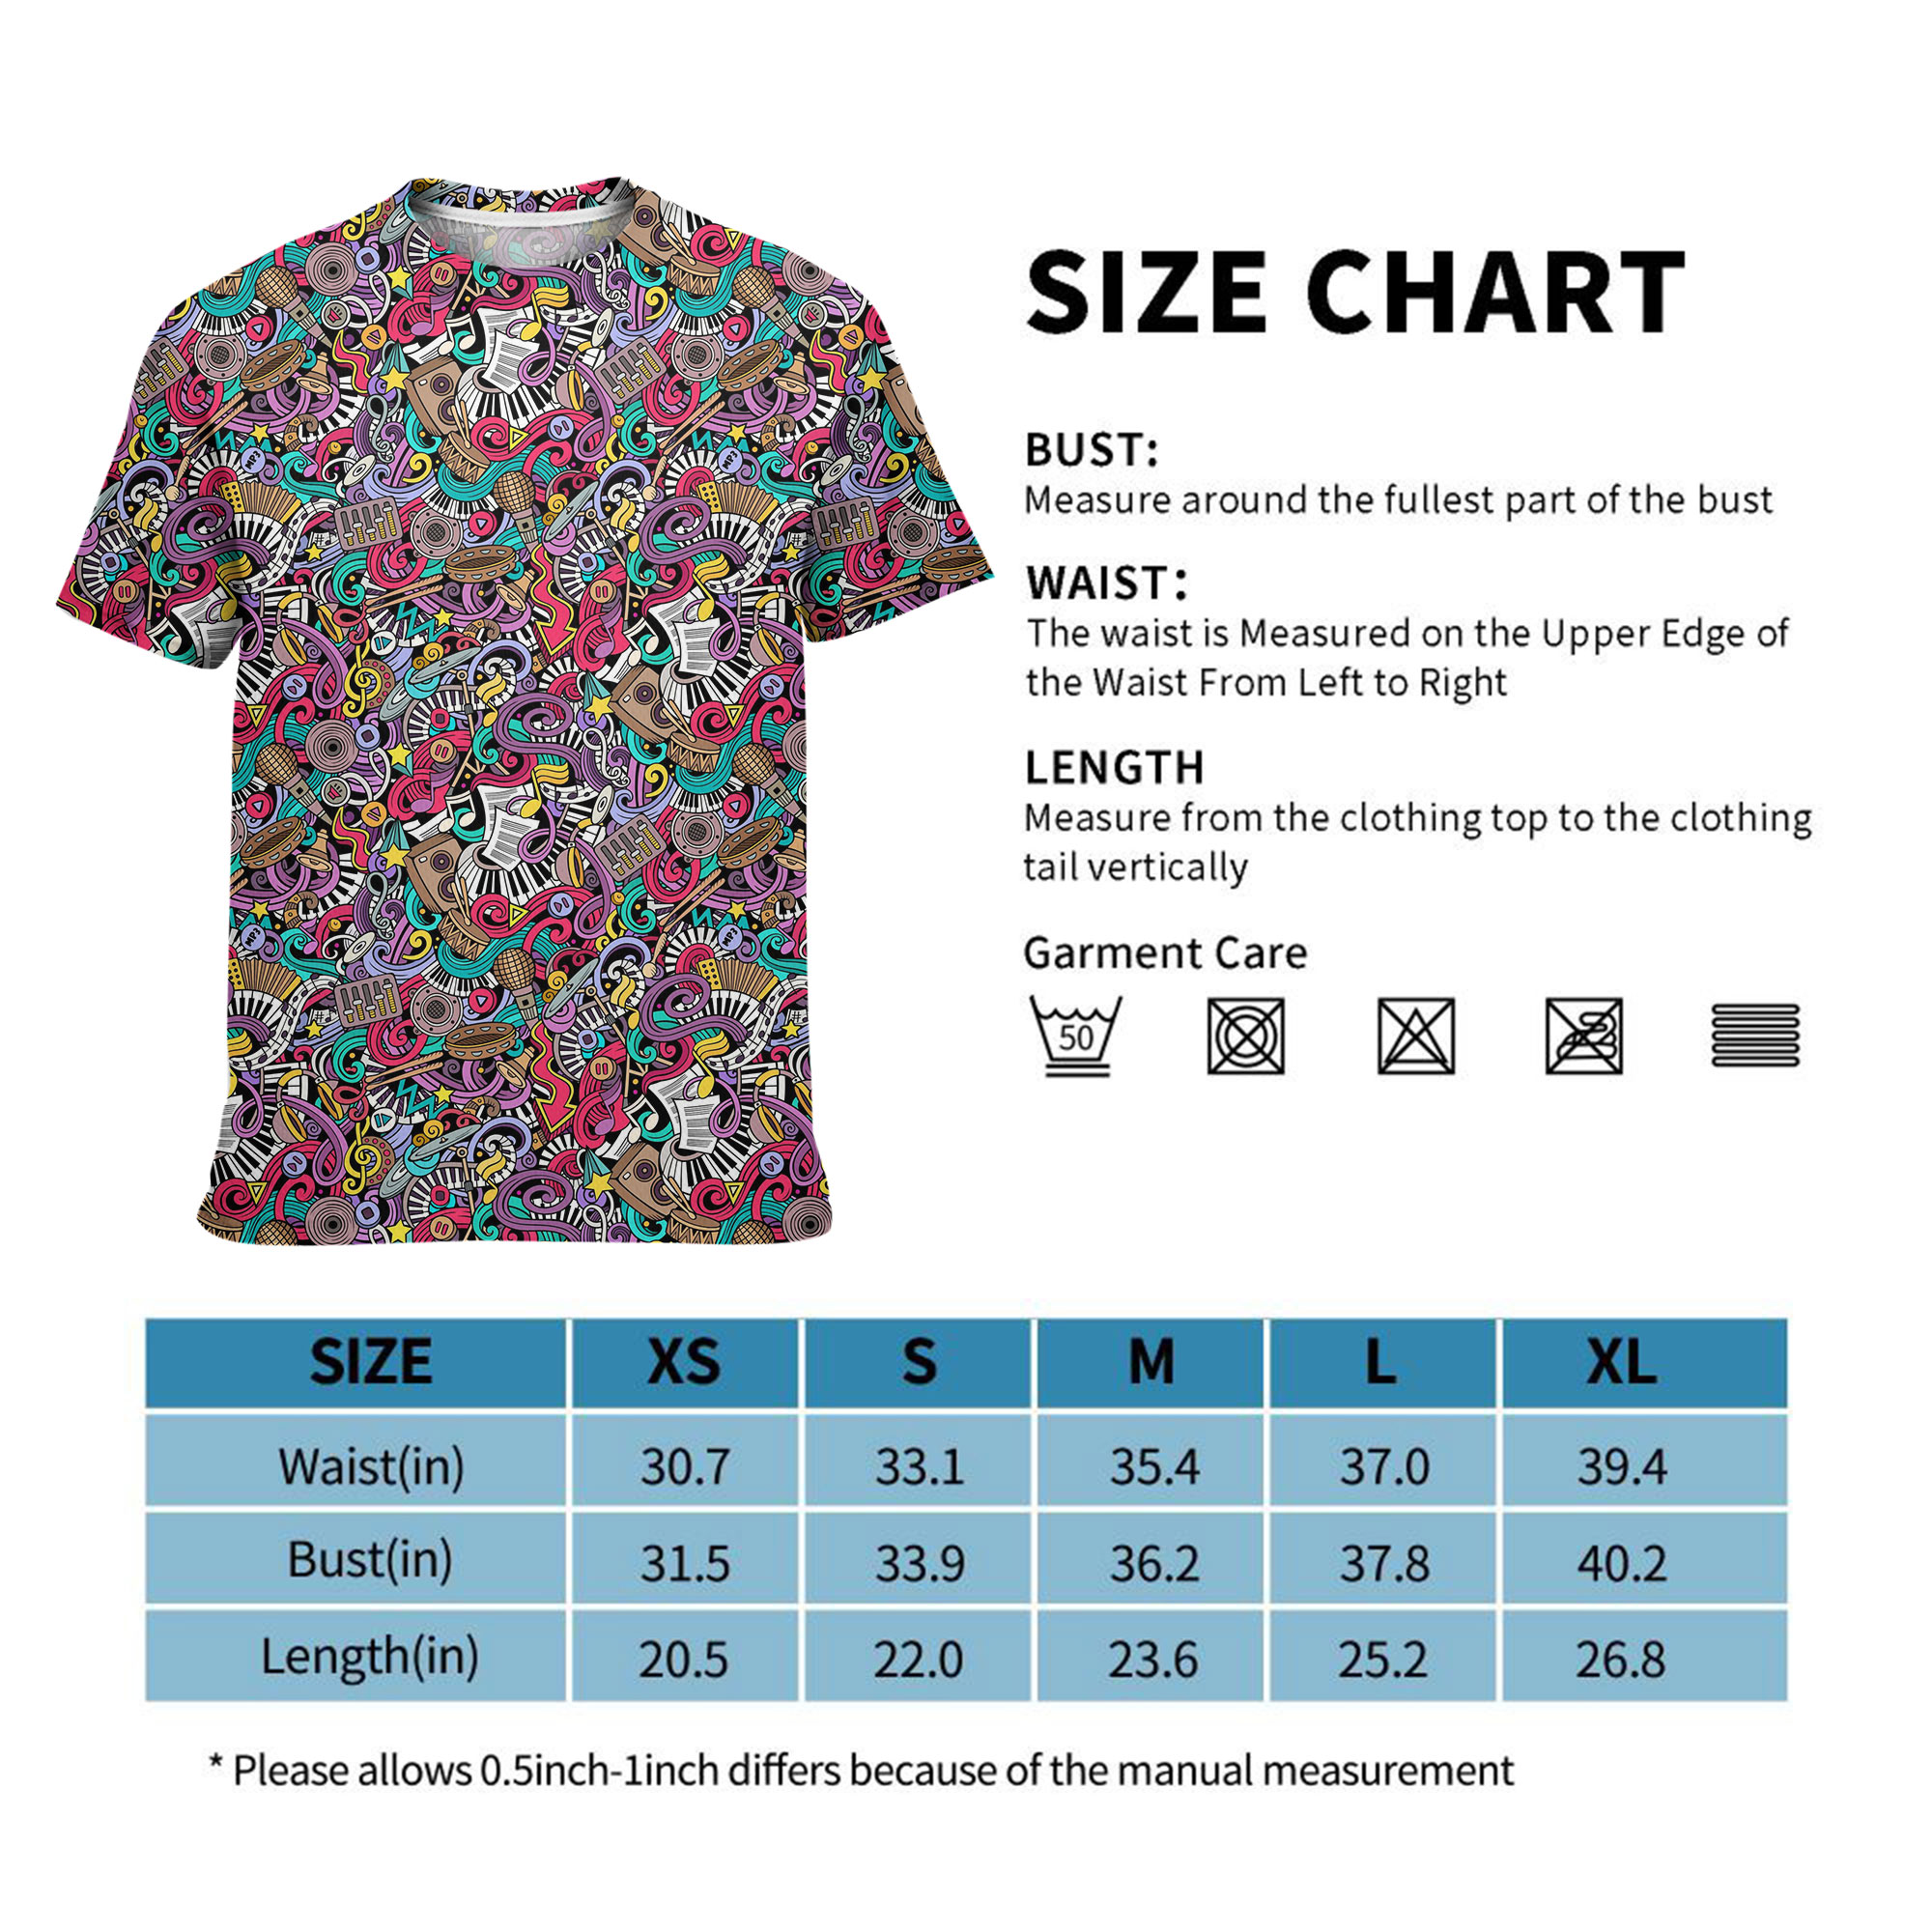 SIZE CHART
BUST:
Measure around the fullest part of the bust
WAIST:
The waist is Measured on the Upper Edge of
the Waist From Left to Right
LENGTH
Measure from the clothing top to the clothing
tail vertically
Garment Care
50
MP3
MP3
MP3
MP3
SIZE XS S M L XL
Waist(in) 30.7 33.1 35.4 37.0 39.4
Bust(in) 31.5 33.9 36.2 37.8 40.2
Length(in) 20.5 22.0 23.6 25.2 26.8
* Please allows 0.5inch-1inch differs because of the manual measurement